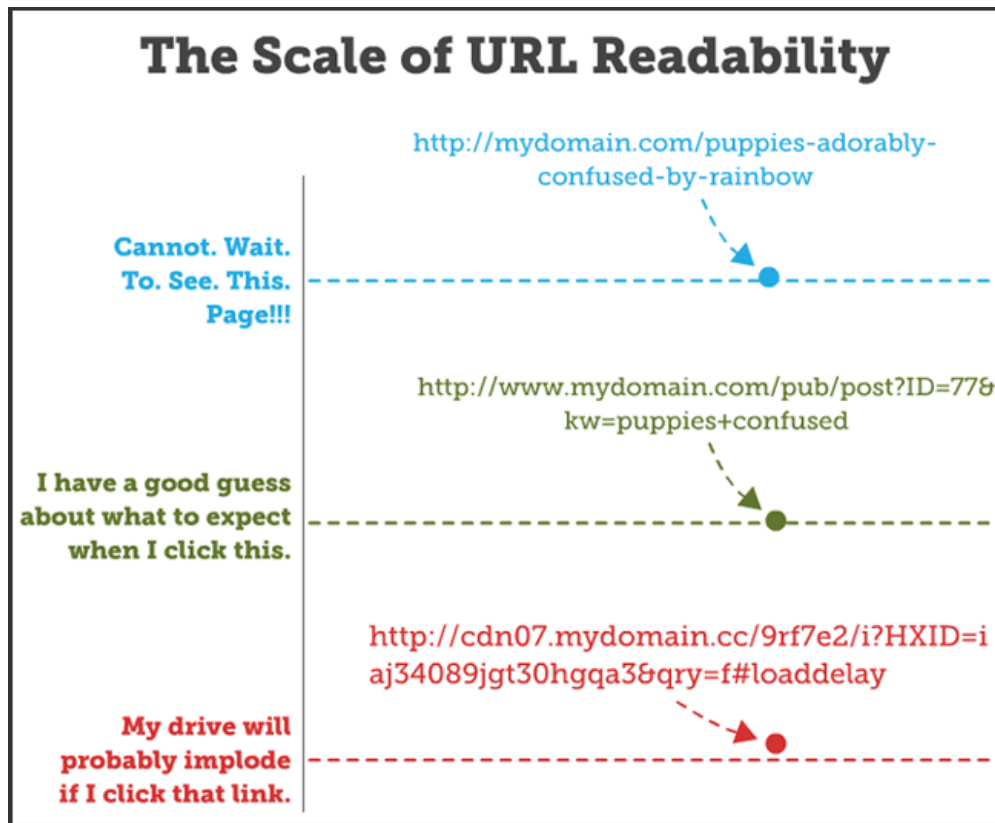 The Scale of URL Readability
http://mydomain.com/puppies-adorably-
confused-by-rainbow
Cannot. Wait.
To. See. This.
Page!!!
http://www.mydomain.com/pub/post?ID=77&
kw=puppies+confused
I have a good guess
about what to expect
when I click this.
http://cdn07.mydomain.cc/9rf7e2/i?HXID=i
aj34089jgt30hgqa3&qry=f#loaddelay
My drive will
probably implode
if I click that link.